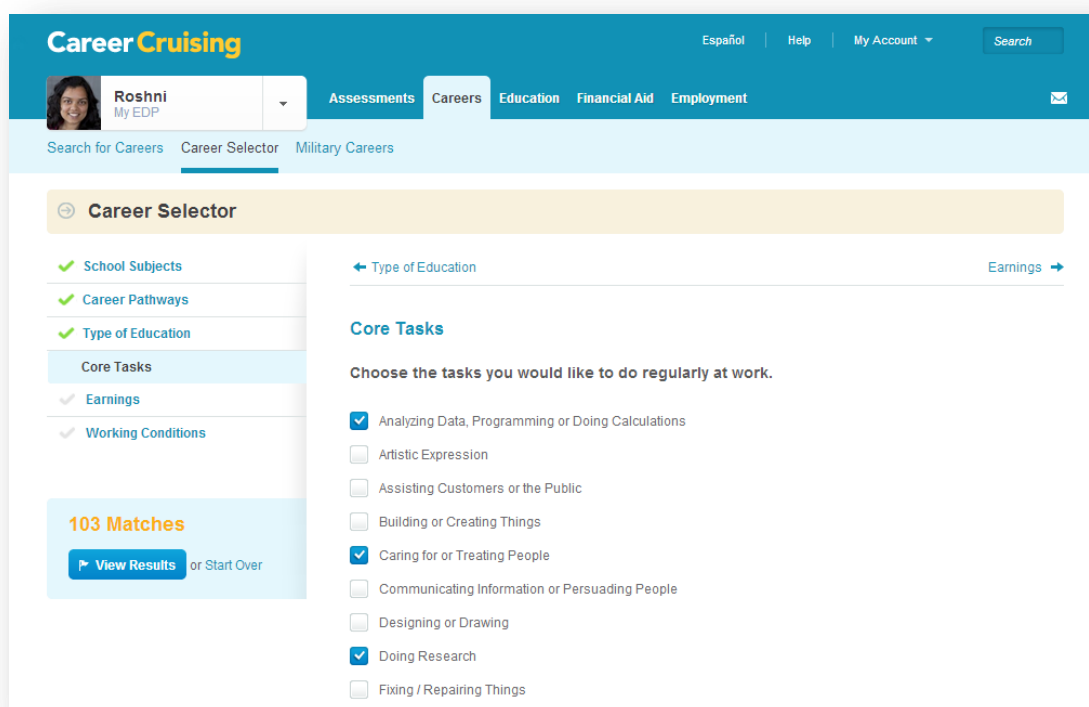 CareerCruising
Español Help My Account Search
Roshni
My EDP
Assessments Careers Education Financial Aid Employment
Search for Careers Career Selector Military Careers
Career Selector
School Subjects
Career Pathways
Type of Education
Core Tasks
Earnings
Working Conditions
103 Matches
View Results or Start Over
Type of Education Earnings
Core Tasks
Choose the tasks you would like to do regularly at work.
Analyzing Data, Programming or Doing Calculations
Artistic Expression
Assisting Customers or the Public
Building or Creating Things
Caring for or Treating People
Communicating Information or Persuading People
Designing or Drawing
Doing Research
Fixing / Repairing Things